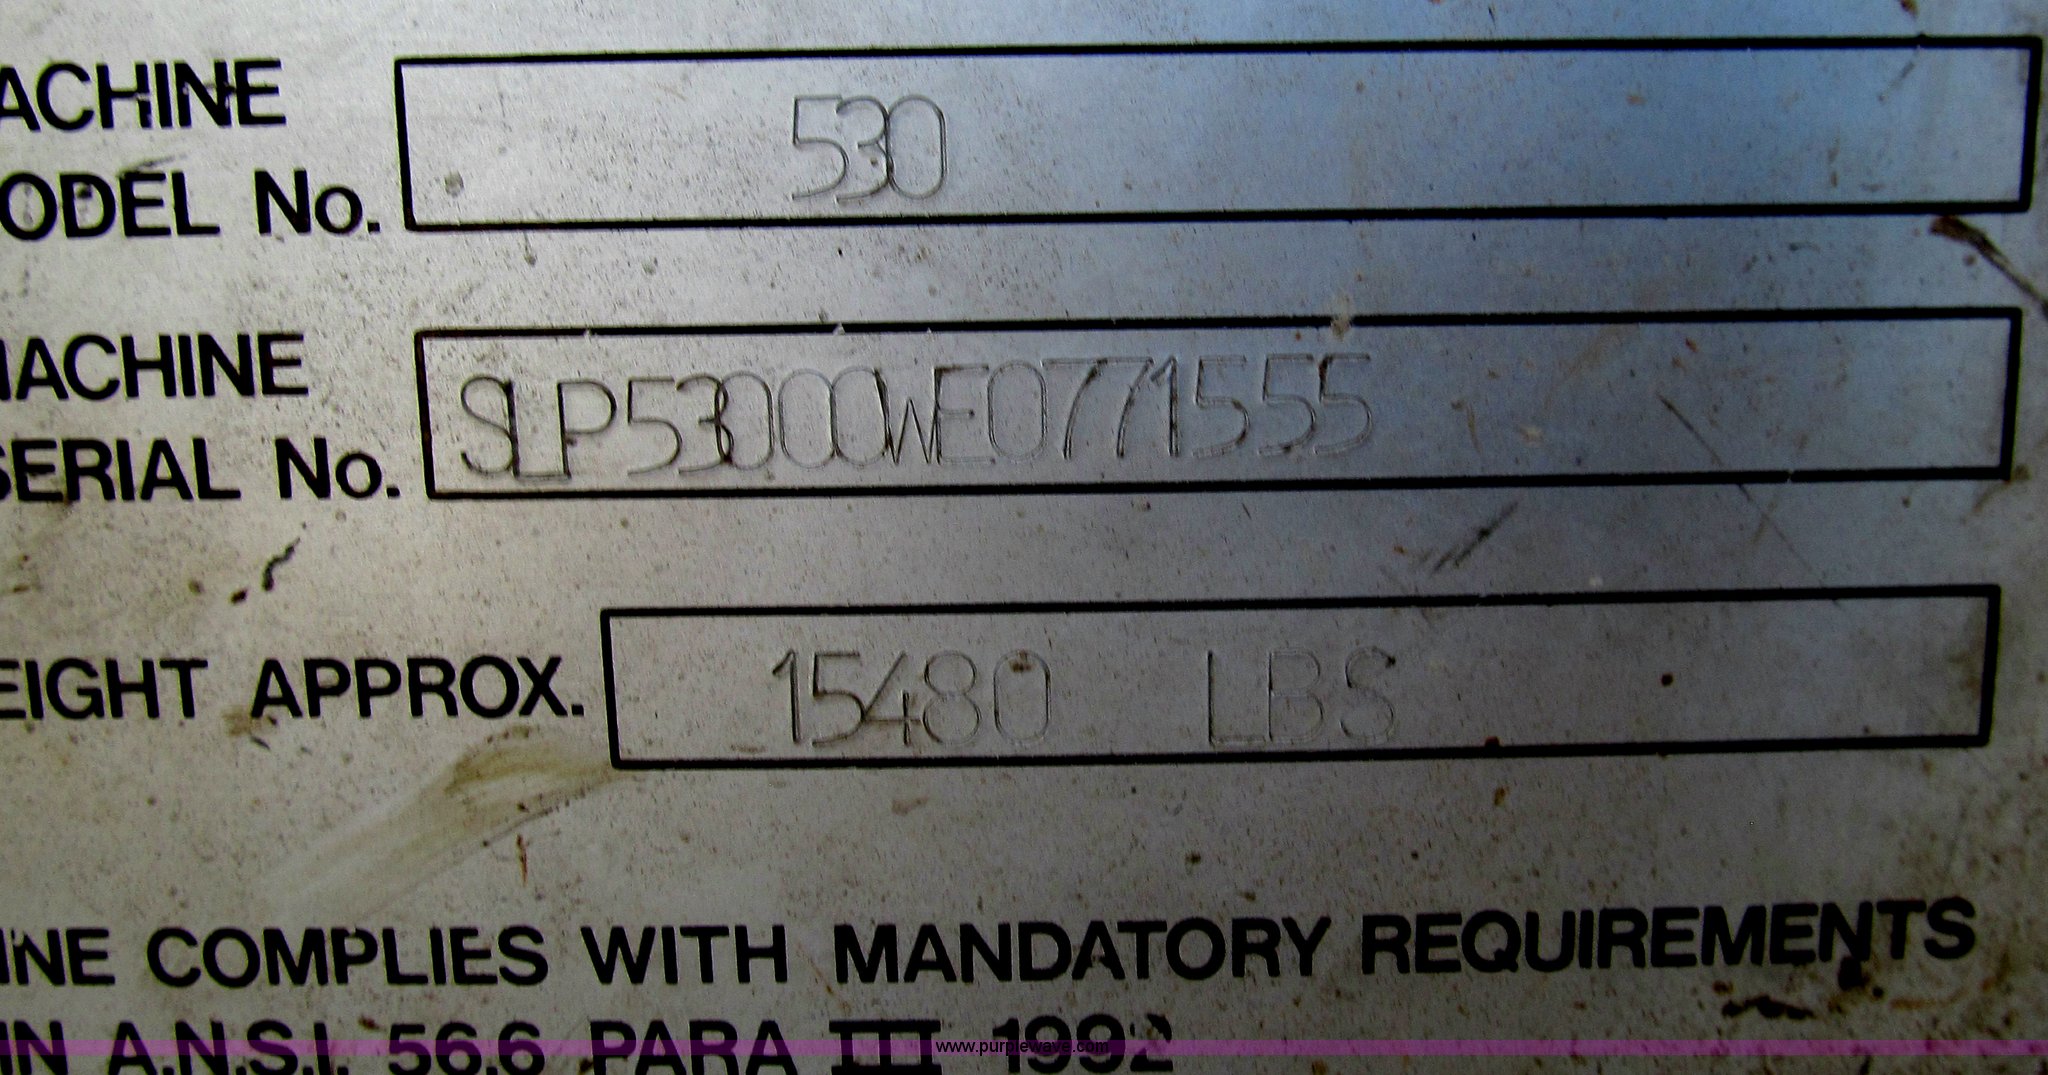 ACHINE
ODEL No. 530
ACHINE
SERIAL No. SLP53000WE0771555
EIGHT APPROX. 15480 LBS
INE COMPLIES WITH MANDATORY REQUIREMENTS
IN A.N.S.I. 56.6 PARA III 1992
www.purplewave.com